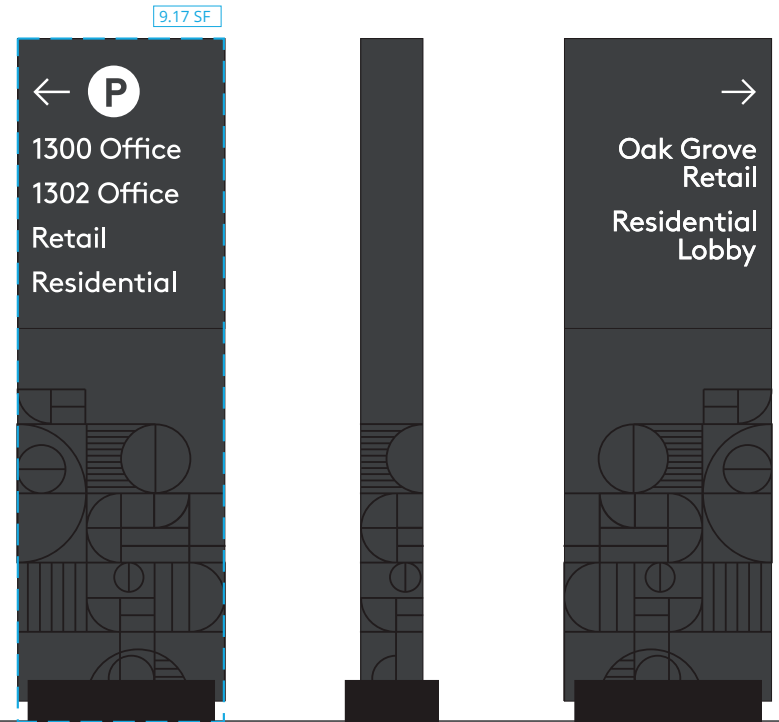 9.17 SF
← P
1300 Office
1302 Office
Retail
Residential
→
Oak Grove
Retail
Residential
Lobby